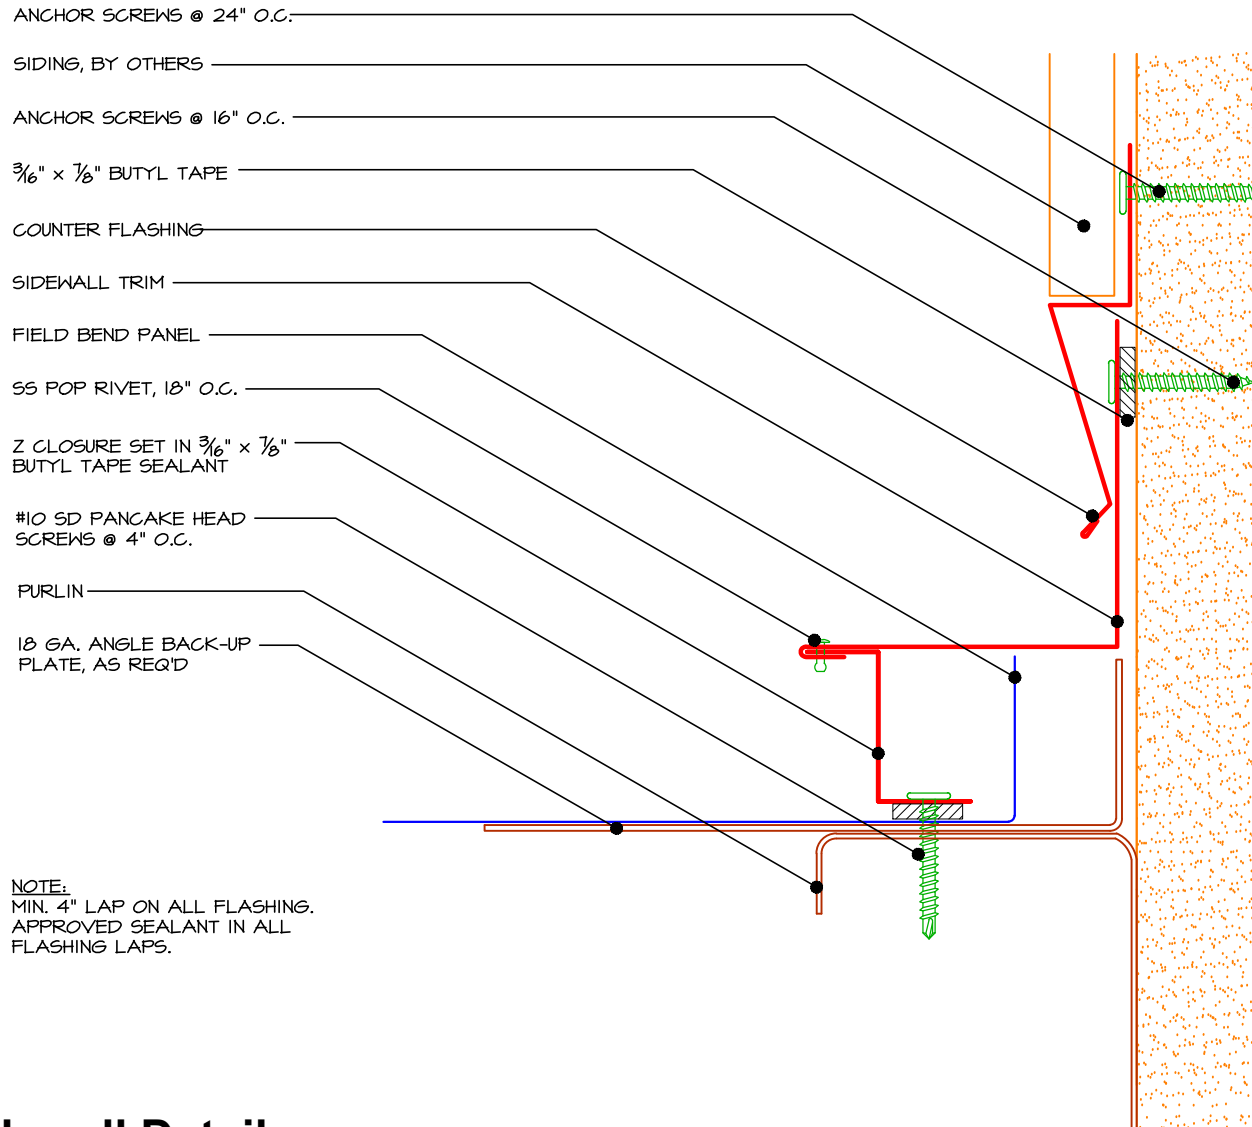 ANCHOR SCREWS @ 24" O.C.
SIDING, BY OTHERS
ANCHOR SCREWS @ 16" O.C.
3/16" x 7/8" BUTYL TAPE
COUNTER FLASHING
SIDEWALL TRIM
FIELD BEND PANEL
SS POP RIVET, 18" O.C.
Z CLOSURE SET IN 3/16" x 7/8"
BUTYL TAPE SEALANT
#10 SD PANCAKE HEAD
SCREWS @ 4" O.C.
PURLIN
18 GA. ANGLE BACK-UP
PLATE, AS REQ'D
NOTE:
MIN. 4" LAP ON ALL FLASHING.
APPROVED SEALANT IN ALL
FLASHING LAPS.